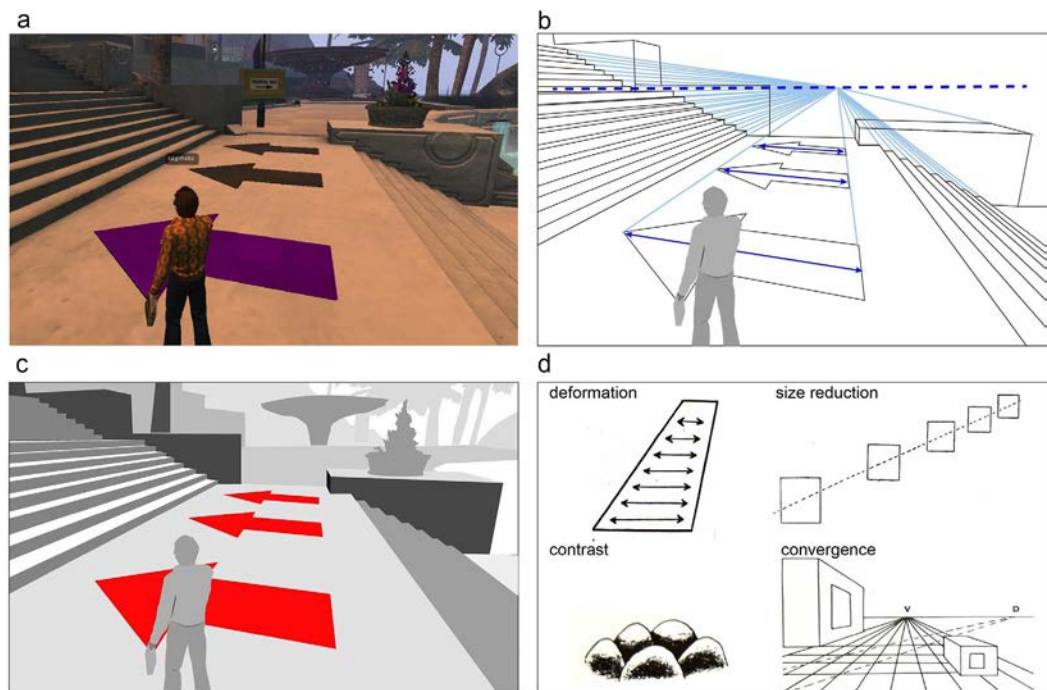 a
b
c
d
deformation
size reduction
contrast
convergence
V
D